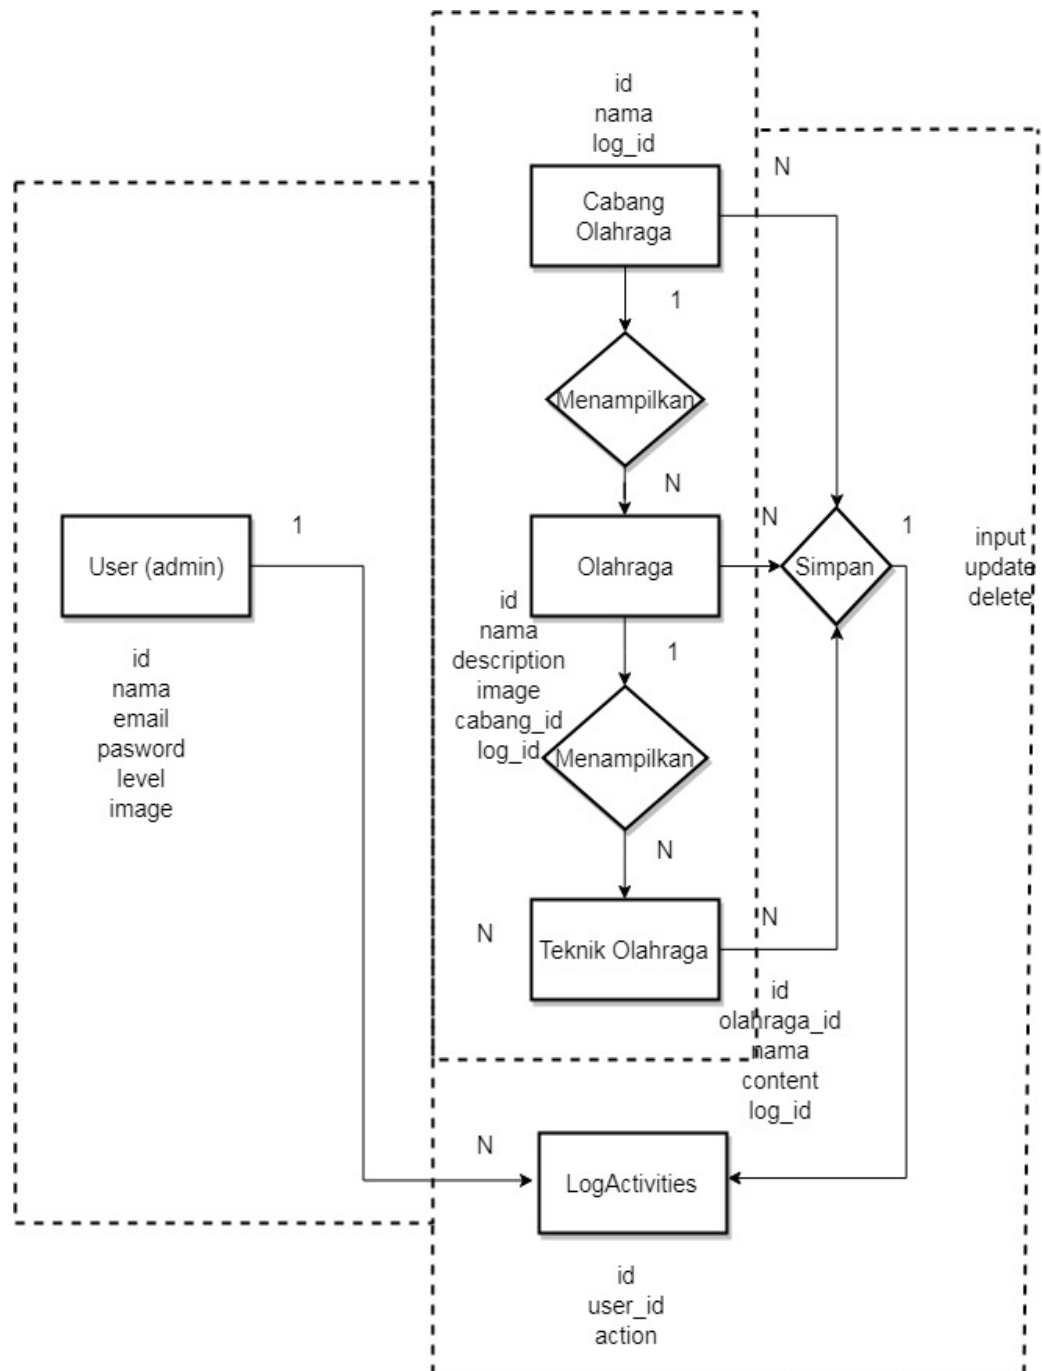 id
nama
log_id
N
Cabang
Olahraga
1
Menampilkan
N
User (admin)
1
Olahraga
N
Simpan
1
input
update
delete
id
nama
email
pasword
level
image
id
nama
description
image
cabang_id
log_id
1
Menampilkan
N
N
Teknik Olahraga
N
id
olahraga_id
nama
content
log_id
N
LogActivities
id
user_id
action